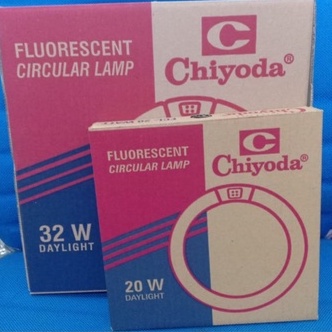 FLUORESCENT
CIRCULAR LAMP
C
Chiyoda®
32 W
DAYLIGHT
FLUORESCENT
CIRCULAR LAMP
C
Chiyoda®
20 W
DAYLIGHT